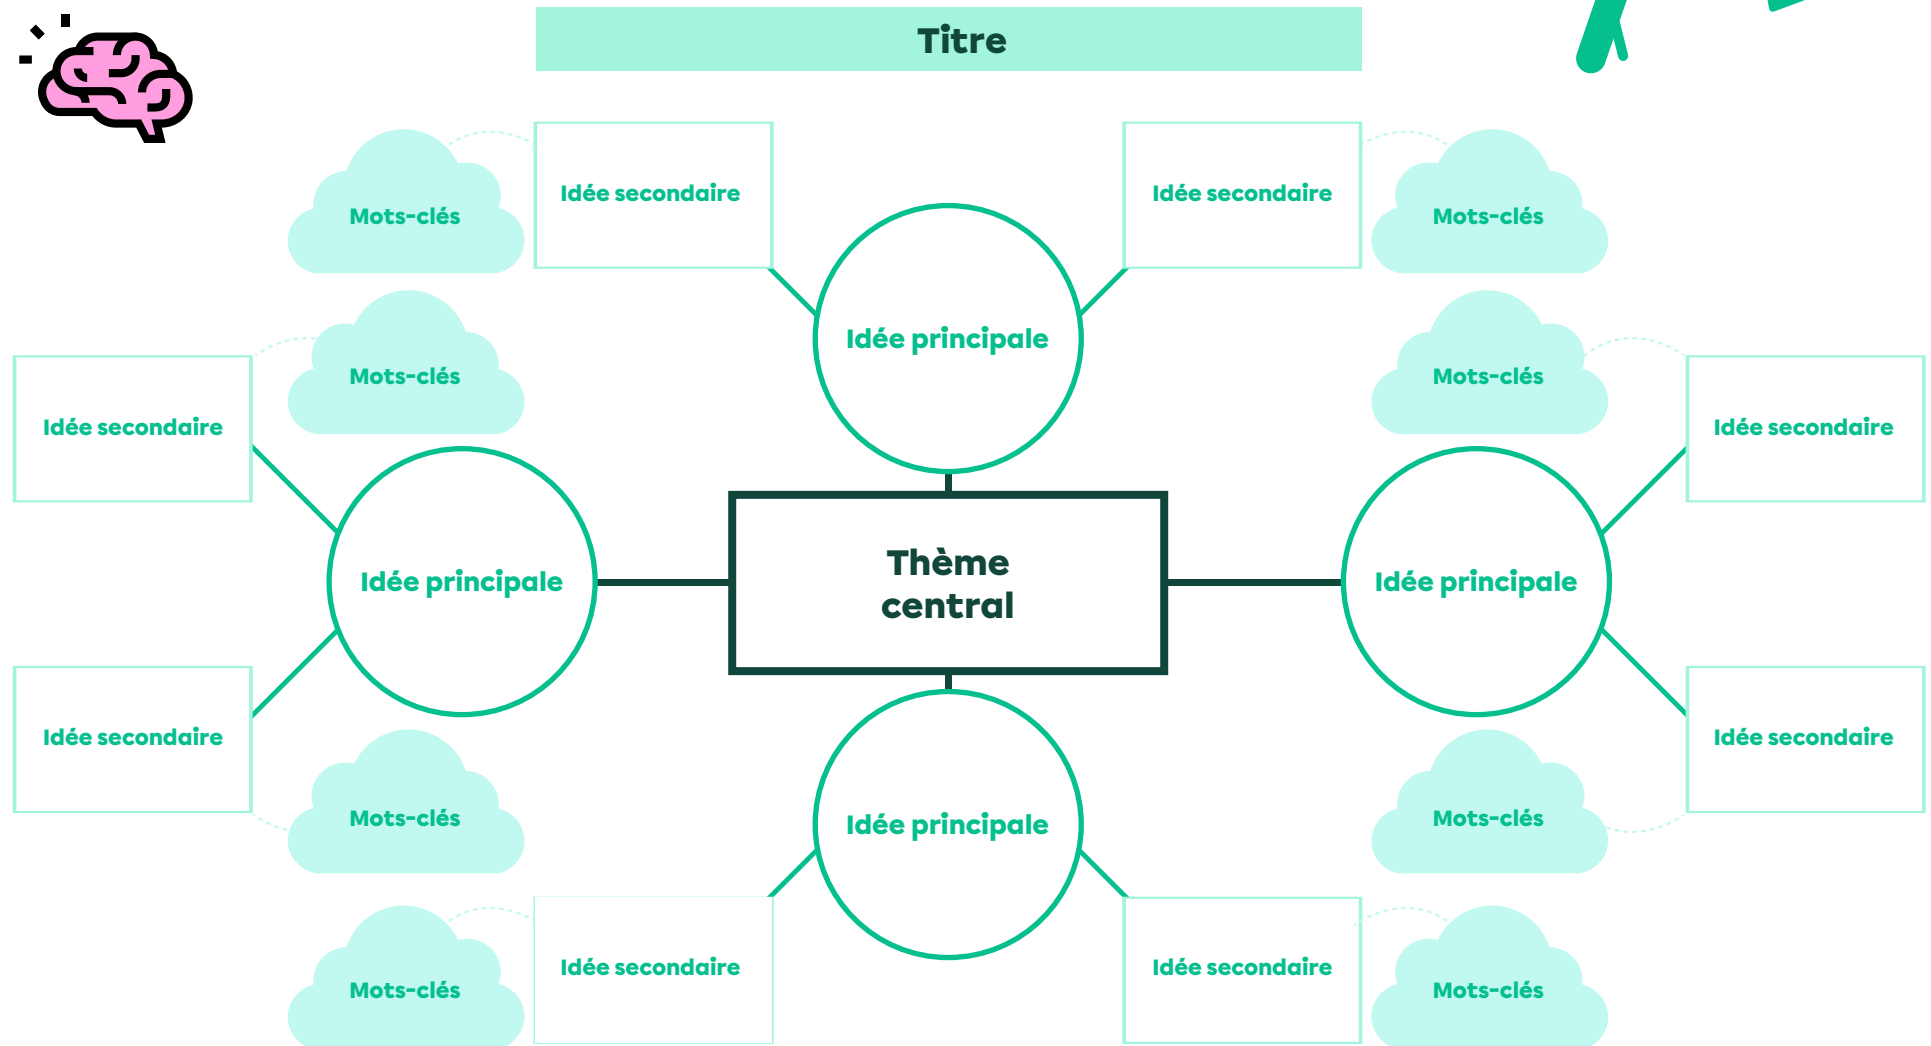 Titre
Idée secondaire
Idée secondaire
Mots-clés
Mots-clés
Idée principale
Mots-clés
Mots-clés
Idée secondaire
Idée secondaire
Thème
central
Idée principale
Idée principale
Idée secondaire
Idée secondaire
Mots-clés
Mots-clés
Idée principale
Idée secondaire
Idée secondaire
Mots-clés
Mots-clés